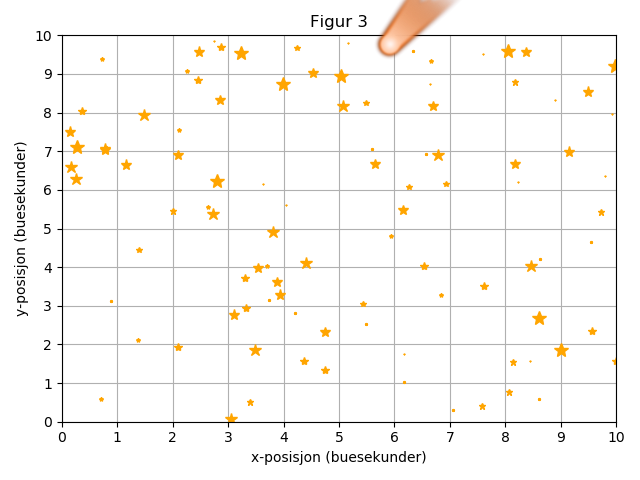 Figur 3
10
9
8
7
6
5
4
3
2
1
0
y-posisjon (buesekunder)
0 1 2 3 4 5 6 7 8 9 10
x-posisjon (buesekunder)